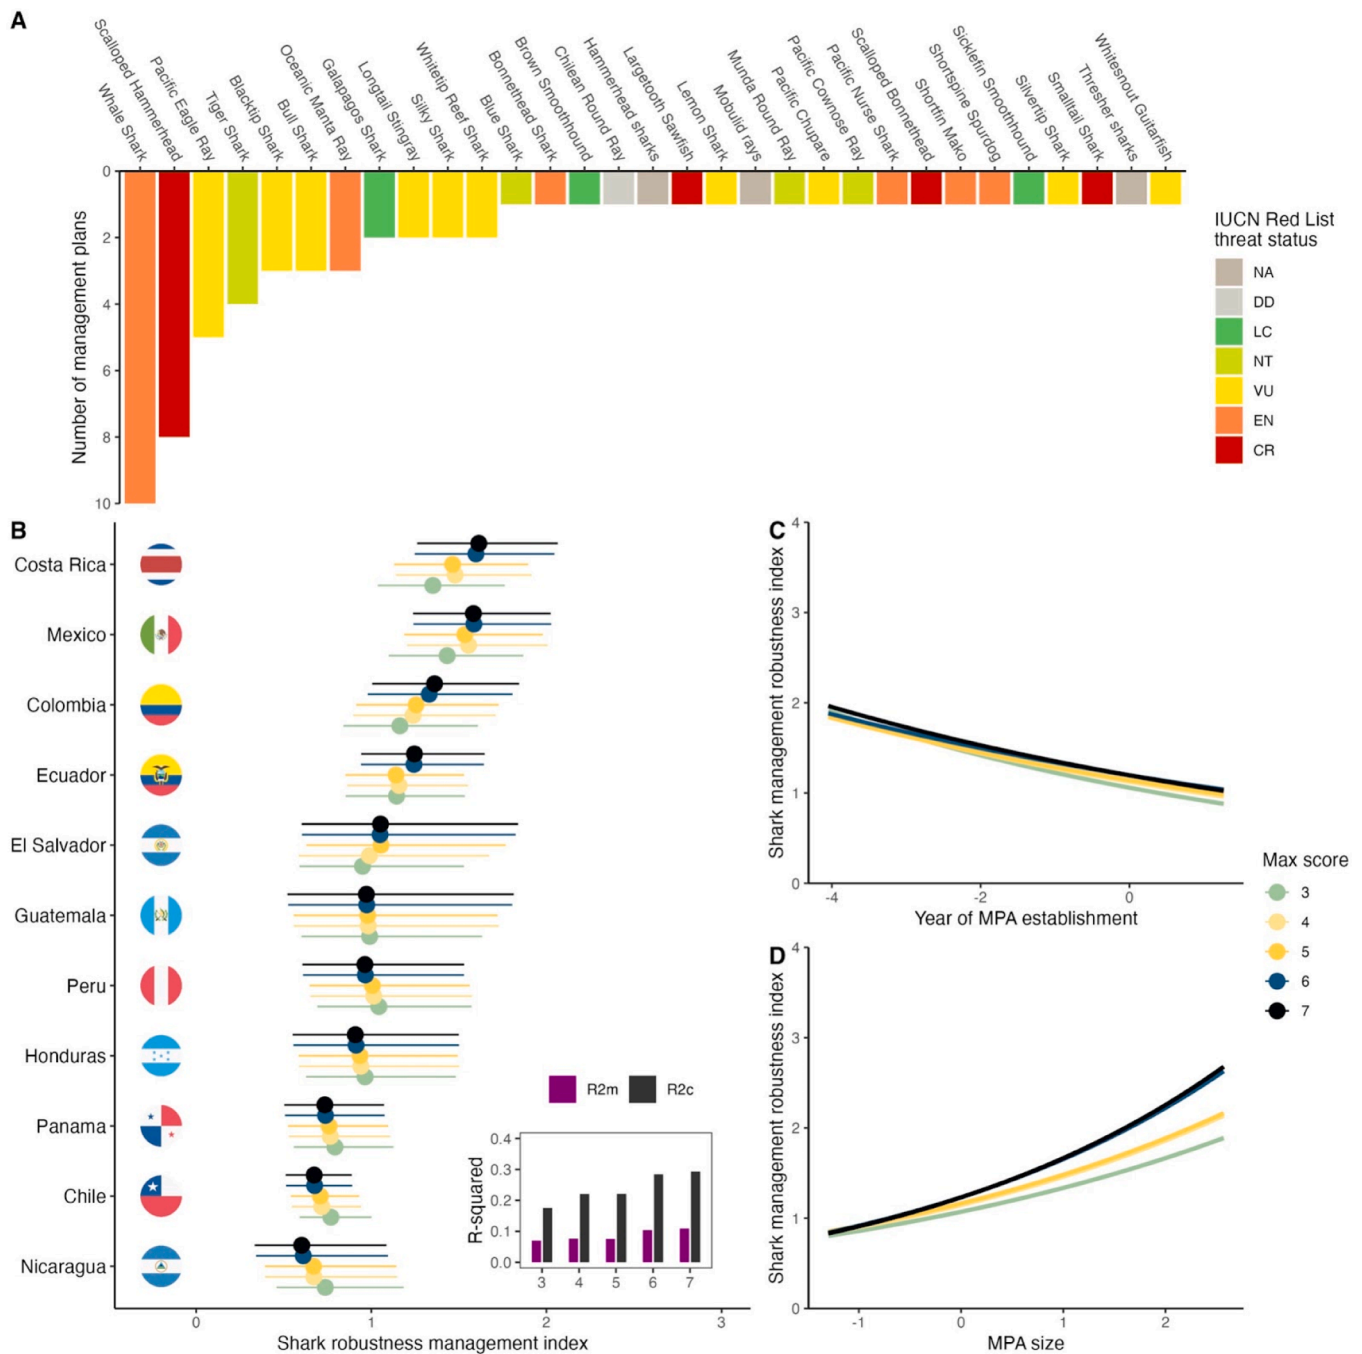 A
Whale Shark
Scalloped Hammerhead
Pacific Eagle Ray
Tiger Shark
Blacktip Shark
Bull Shark
Oceanic Manta Ray
Galapagos Shark
Longtail Stingray
Silky Shark
Whitetip Reef Shark
Blue Shark
Bonnethead Shark
Brown Smoothhound
Chilean Round Ray
Hammerhead sharks
Largetooth Sawfish
Lemon Shark
Mobulid rays
Munda Round Ray
Pacific Chupare
Pacific Cownose Ray
Pacific Nurse Shark
Scalloped Bonnethead
Shortfin Mako
Shortspine Spurdog
Sicklefin Smoothhound
Silvertip Shark
Smalltail Shark
Thresher sharks
Whitesnout Guitarfish
Number of management plans
0
2
4
6
8
10
IUCN Red List
threat status
NA
DD
LC
NT
VU
EN
CR
B
Costa Rica
Mexico
Colombia
Ecuador
El Salvador
Guatemala
Peru
Honduras
Panama
Chile
Nicaragua
0
1
2
3
Shark robustness management index
R2m
R2c
R-squared
0.4
0.3
0.2
0.1
0.0
3
4
5
6
7
C
Shark management robustness index
4
3
2
1
0
-4
-2
0
Year of MPA establishment
D
Shark management robustness index
4
3
2
1
0
-1
0
1
2
MPA size
Max score
3
4
5
6
7